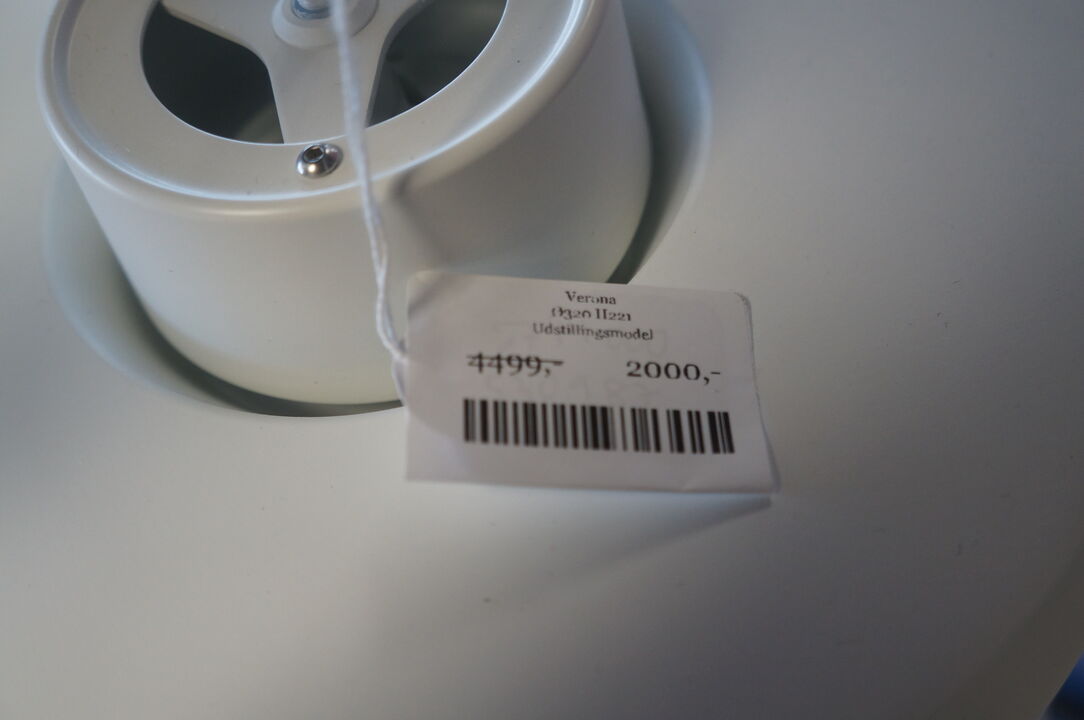 Verona
Ø320 H221
Udstillingsmodel
4499,- 2000,-